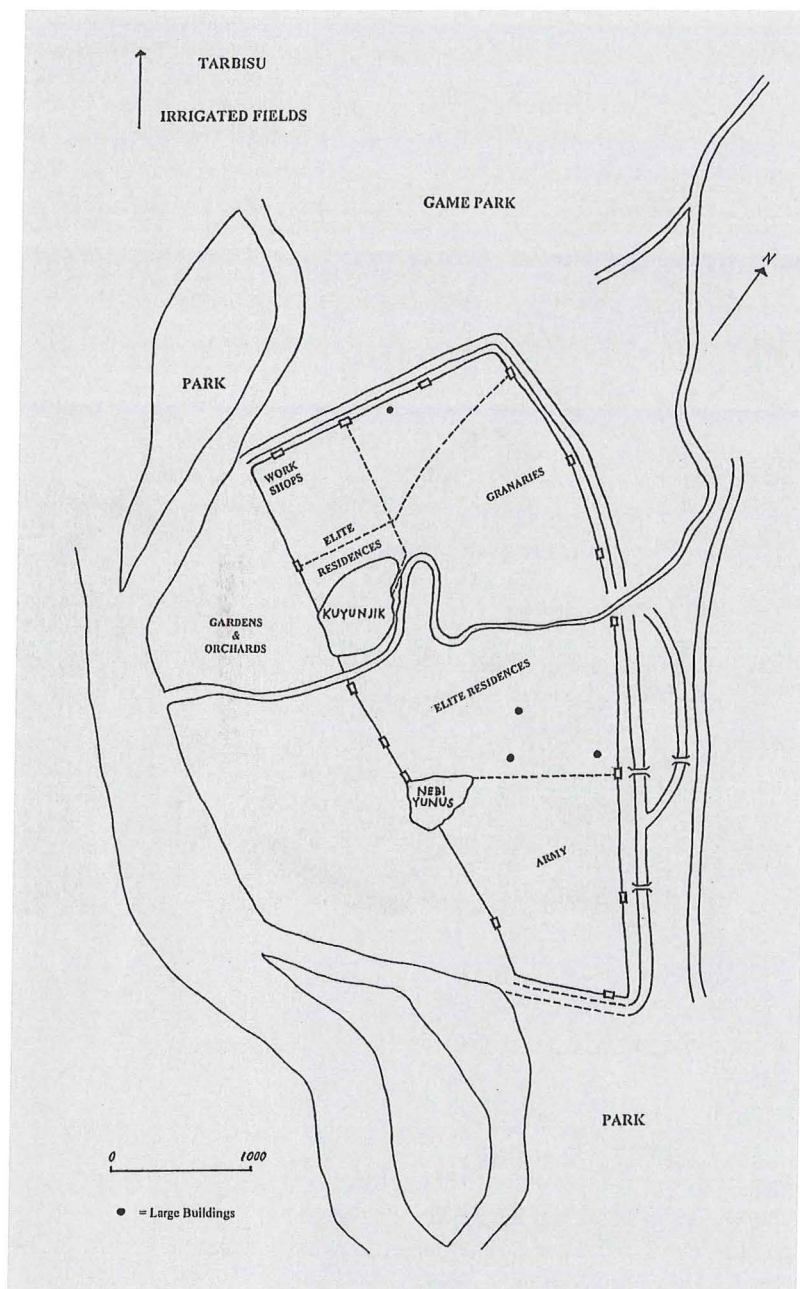 TARBISU
IRRIGATED FIELDS
GAME PARK
N
PARK
WORK
SHOPS
GRANARIES
ELITE
RESIDENCES
KUYUNJIK
GARDENS
&
ORCHARDS
ELITE RESIDENCES
NEBI
YUNUS
ARMY
PARK
0 1000
= Large Buildings